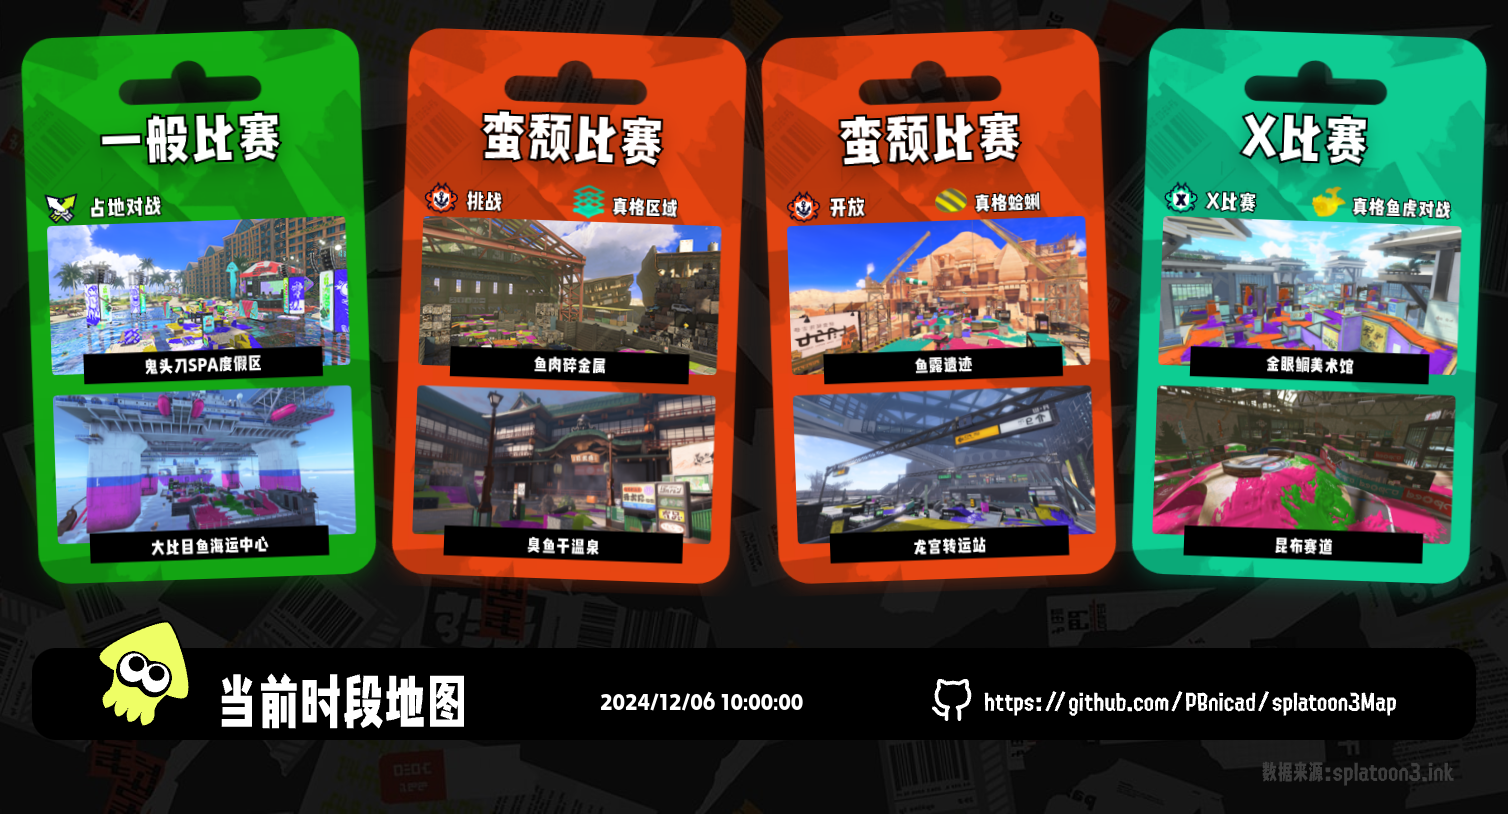 一般比赛
占地对战
鬼头刀SPA度假区
大比目鱼海运中心
蛮颓比赛
挑战
真格区域
鱼肉碎金属
臭鱼干温泉
蛮颓比赛
开放
真格蛤蜊
鱼露遗迹
龙宫转运站
X比赛
X比赛
真格鱼虎对战
金眼鲷美术馆
昆布赛道
当前时段地图
2024/12/06 10:00:00
https://github.com/PBnicad/splatoon3Map
数据来源:splatoon3.ink